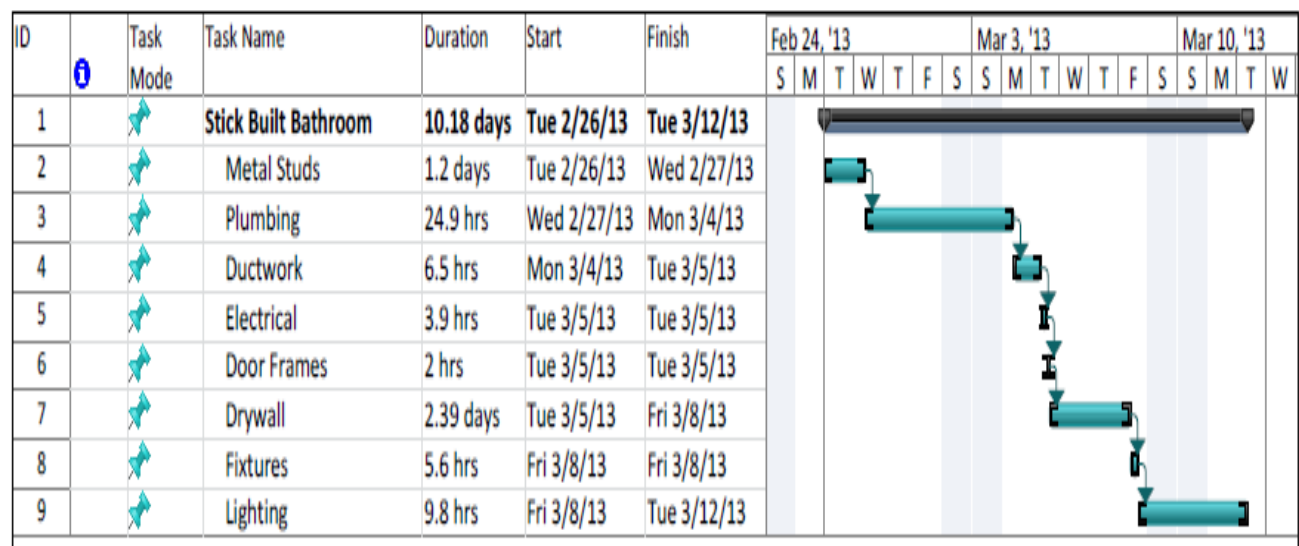 ID Task Mode Task Name Duration Start Finish Feb 24, '13 Mar 3, '13 Mar 10, '13
S M T W T F S S M T W T F S S M T W
1 Stick Built Bathroom 10.18 days Tue 2/26/13 Tue 3/12/13
2 Metal Studs 1.2 days Tue 2/26/13 Wed 2/27/13
3 Plumbing 24.9 hrs Wed 2/27/13 Mon 3/4/13
4 Ductwork 6.5 hrs Mon 3/4/13 Tue 3/5/13
5 Electrical 3.9 hrs Tue 3/5/13 Tue 3/5/13
6 Door Frames 2 hrs Tue 3/5/13 Tue 3/5/13
7 Drywall 2.39 days Tue 3/5/13 Fri 3/8/13
8 Fixtures 5.6 hrs Fri 3/8/13 Fri 3/8/13
9 Lighting 9.8 hrs Fri 3/8/13 Tue 3/12/13